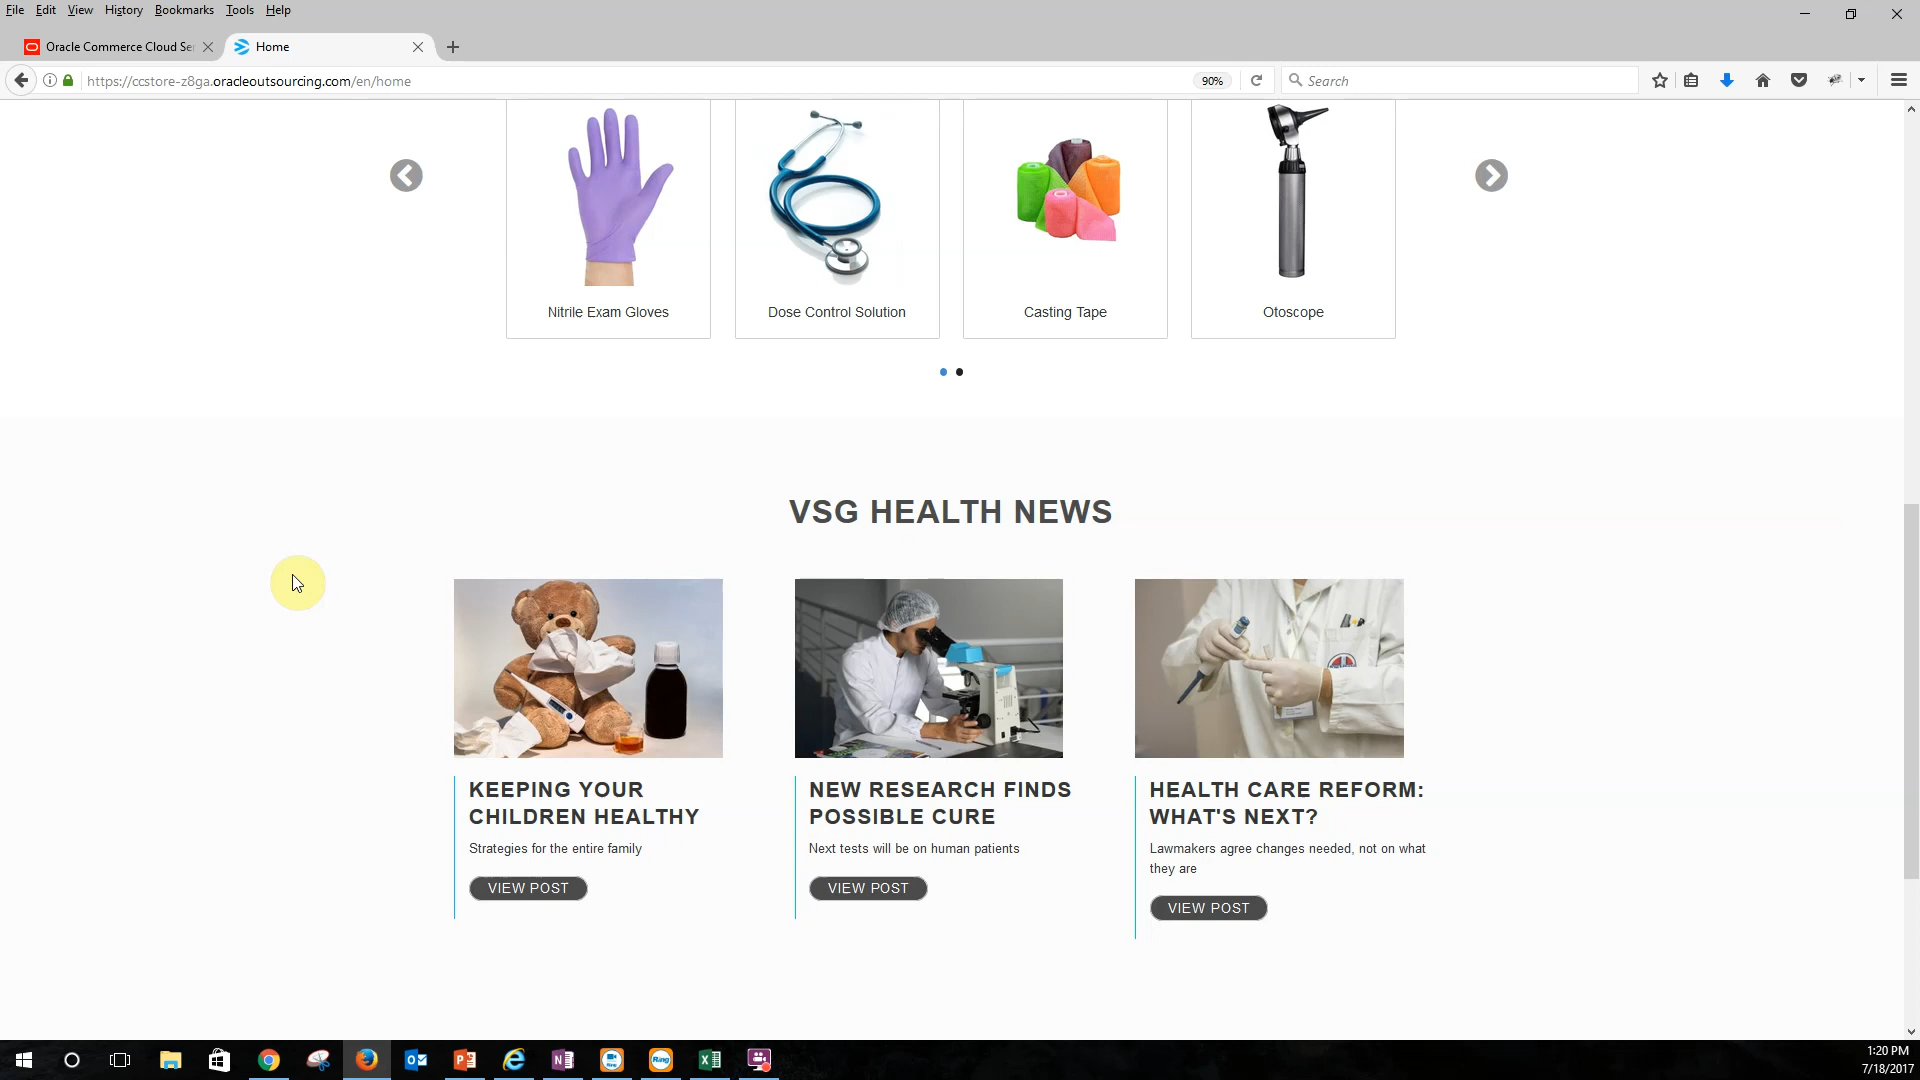 File Edit View History Bookmarks Tools Help
Oracle Commerce Cloud Se
Home
https://ccstore-z8ga.oracleoutsourcing.com/en/home
90%
Search
Nitrile Exam Gloves
Dose Control Solution
Casting Tape
Otoscope
VSG HEALTH NEWS
KEEPING YOUR
CHILDREN HEALTHY
Strategies for the entire family
VIEW POST
NEW RESEARCH FINDS
POSSIBLE CURE
Next tests will be on human patients
VIEW POST
HEALTH CARE REFORM:
WHAT'S NEXT?
Lawmakers agree changes needed, not on what
they are
VIEW POST
Ring
1:20 PM
7/18/2017